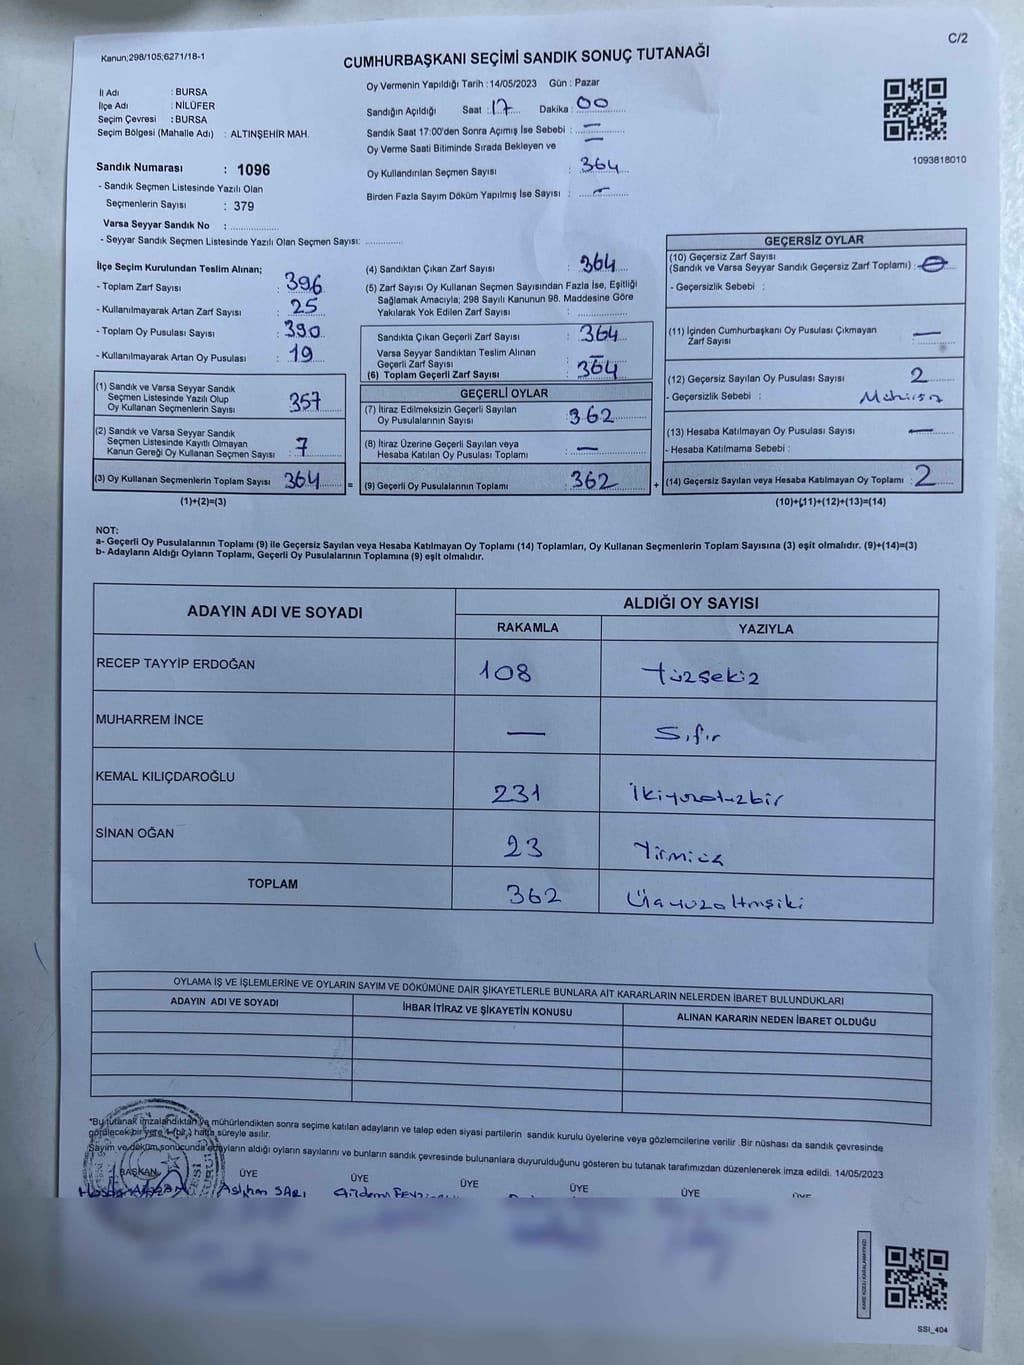 C/2
Kanun;298/105;6271/18-1
CUMHURBAŞKANI SEÇİMİ SANDIK SONUÇ TUTANAĞI
İl Adı : BURSA
İlçe Adı : NİLÜFER
Seçim Çevresi : BURSA
Seçim Bölgesi (Mahalle Adı) : ALTINŞEHİR MAH.
Oy Vermenin Yapıldığı Tarih : 14/05/2023 Gün : Pazar
Sandığın Açıldığı Saat : 17 Dakika : 00
Sandık Saat 17:00'den Sonra Açımış İse Sebebi : —
Oy Verme Saati Bitiminde Sırada Bekleyen ve —
Oy Kullandırılan Seçmen Sayısı : 364
Birden Fazla Sayım Döküm Yapılmış İse Sayısı : —
1093818010
Sandık Numarası : 1096
- Sandık Seçmen Listesinde Yazılı Olan
Seçmenlerin Sayısı : 379
Varsa Seyyar Sandık No :
- Seyyar Sandık Seçmen Listesinde Yazılı Olan Seçmen Sayısı:
İlçe Seçim Kurulundan Teslim Alınan;
- Toplam Zarf Sayısı : 396
- Kullanılmayarak Artan Zarf Sayısı : 25
- Toplam Oy Pusulası Sayısı : 390
- Kullanılmayarak Artan Oy Pusulası : 19
(1) Sandık ve Varsa Seyyar Sandık
Seçmen Listesinde Yazılı Olup
Oy Kullanan Seçmenlerin Sayısı : 357
(2) Sandık ve Varsa Seyyar Sandık
Seçmen Listesinde Kayıtlı Olmayan
Kanun Gereği Oy Kullanan Seçmen Sayısı : 7
(3) Oy Kullanan Seçmenlerin Toplam Sayısı : 364 =
(1)+(2)=(3)
(4) Sandıktan Çıkan Zarf Sayısı : 364
(5) Zarf Sayısı Oy Kullanan Seçmen Sayısından Fazla İse, Eşitliği
Sağlamak Amacıyla; 298 Sayılı Kanunun 98. Maddesine Göre
Yakılarak Yok Edilen Zarf Sayısı :
Sandıkta Çıkan Geçerli Zarf Sayısı : 364
Varsa Seyyar Sandıktan Teslim Alınan
Geçerli Zarf Sayısı : —
(6) Toplam Geçerli Zarf Sayısı : 364
GEÇERLİ OYLAR
(7) İtiraz Edilmeksizin Geçerli Sayılan
Oy Pusulalarının Sayısı : 362
(8) İtiraz Üzerine Geçerli Sayılan veya
Hesaba Katılan Oy Pusulası Toplamı : —
(9) Geçerli Oy Pusulalarının Toplamı : 362 +
GEÇERSİZ OYLAR
(10) Geçersiz Zarf Sayısı
(Sandık ve Varsa Seyyar Sandık Geçersiz Zarf Toplamı) :
- Geçersizlik Sebebi :
(11) İçinden Cumhurbaşkanı Oy Pusulası Çıkmayan
Zarf Sayısı : —
(12) Geçersiz Sayılan Oy Pusulası Sayısı : 2
- Geçersizlik Sebebi :
(13) Hesaba Katılmayan Oy Pusulası Sayısı : —
- Hesaba Katılmama Sebebi :
(14) Geçersiz Sayılan veya Hesaba Katılmayan Oy Toplamı : 2
(10)+(11)+(12)+(13)=(14)
NOT:
a- Geçerli Oy Pusulalarının Toplamı (9) ile Geçersiz Sayılan veya Hesaba Katılmayan Oy Toplamı (14) Toplamları, Oy Kullanan Seçmenlerin Toplam Sayısına (3) eşit olmalıdır. (9)+(14)=(3)
b- Adayların Aldığı Oyların Toplamı, Geçerli Oy Pusulalarının Toplamına (9) eşit olmalıdır.
ADAYIN ADI VE SOYADI ALDIĞI OY SAYISI
RAKAMLA YAZIYLA
RECEP TAYYİP ERDOĞAN 108 Yüzsekiz
MUHARREM İNCE — Sıfır
KEMAL KILIÇDAROĞLU 231 İkiyüzotuzbir
SİNAN OĞAN 23 Yirmiüç
TOPLAM 362 Üçyüzaltmışiki
OYLAMA İŞ VE İŞLEMLERİNE VE OYLARIN SAYIM VE DÖKÜMÜNE DAİR ŞİKAYETLERLE BUNLARA AİT KARARLARIN NELERDEN İBARET BULUNDUKLARI
ADAYIN ADI VE SOYADI İHBAR İTİRAZ VE ŞİKAYETİN KONUSU ALINAN KARARIN NEDEN İBARET OLDUĞU
*Bu tutanak imzalandıktan ve mühürlendikten sonra seçime katılan adayların ve talep eden siyasi partilerin sandık kurulu üyelerine veya gözlemcilerine verilir .Bir nüshası da sandık çevresinde
görülecek bir yere 1 (bir) hafta süreyle asılır.
Sayım ve döküm sonucunda adayların aldığı oyların sayılarını ve bunların sandık çevresinde bulunanlara duyurulduğunu gösteren bu tutanak tarafımızdan düzenlenerek imza edildi. 14/05/2023
BAŞKAN ÜYE ÜYE ÜYE ÜYE ÜYE ÜYE
Aslıhan SARI
KARE KODU KARALAMAYINIZ!
SSI_404